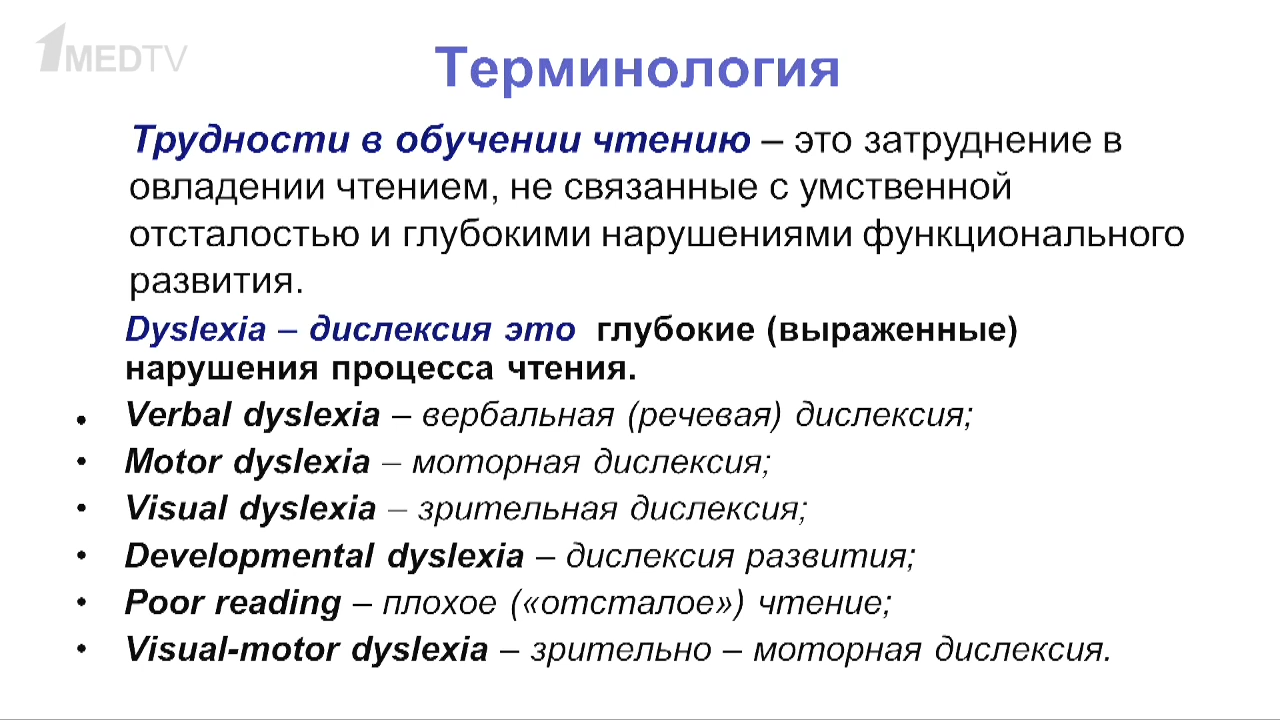 1MEDTV
Терминология
Трудности в обучении чтению – это затруднение в
овладении чтением, не связанные с умственной
отсталостью и глубокими нарушениями функционального
развития.
Dyslexia – дислексия это глубокие (выраженные)
нарушения процесса чтения.
• Verbal dyslexia – вербальная (речевая) дислексия;
• Motor dyslexia – моторная дислексия;
• Visual dyslexia – зрительная дислексия;
• Developmental dyslexia – дислексия развития;
• Poor reading – плохое («отсталое») чтение;
• Visual-motor dyslexia – зрительно – моторная дислексия.